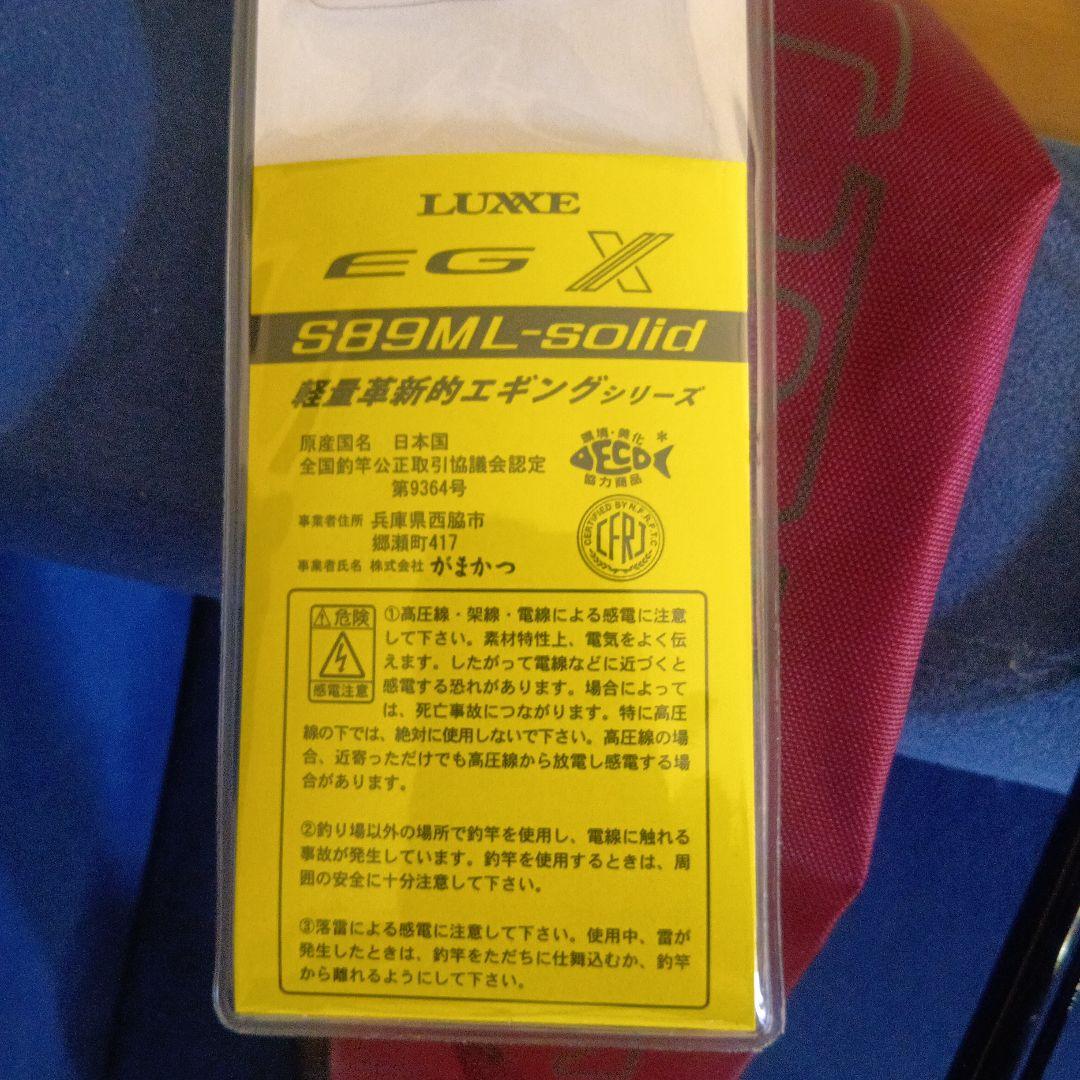 LUXXE
EG X
S89ML-solid
軽量革新的エギングシリーズ
原産国名 日本国
全国釣竿公正取引協議会認定
第9364号
事業者住所 兵庫県西脇市
郷瀬町417
事業者氏名 株式会社 がまかつ
環境・美化
ECO
協力商品
CERTIFIED BY N.F.A.F.T.C
CFRJ
⚠危険
感電注意
①高圧線・架線・電線による感電に注意
して下さい。素材特性上、電気をよく伝
えます。したがって電線などに近づくと
感電する恐れがあります。場合によって
は、死亡事故につながります。特に高圧
線の下では、絶対に使用しないで下さい。高圧線の場
合、近寄っただけでも高圧線から放電し感電する場
合があります。
②釣り場以外の場所で釣竿を使用し、電線に触れる
事故が発生しています。釣竿を使用するときは、周
囲の安全に十分注意して下さい。
③落雷による感電に注意して下さい。使用中、雷が
発生したときは、釣竿をただちに仕舞込むか、釣竿
から離れるようにして下さい。